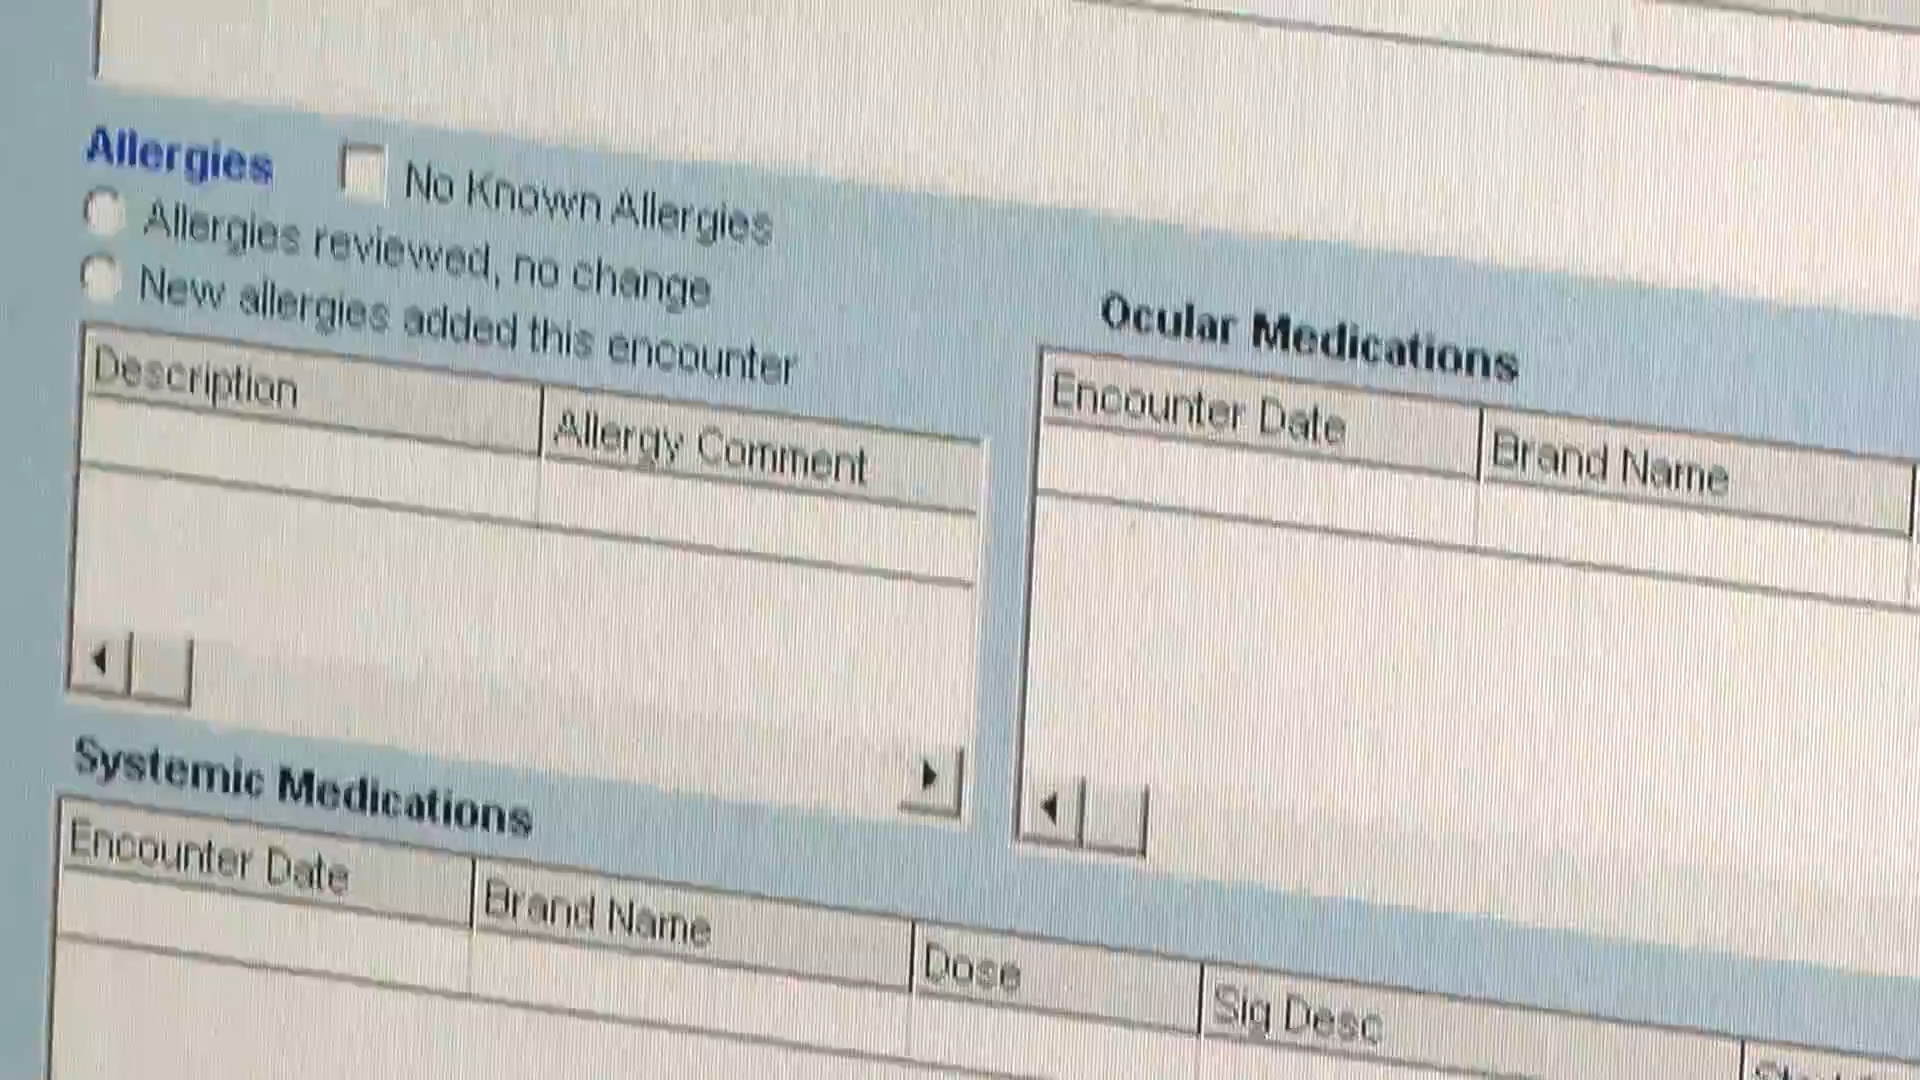 Allergies
No Known Allergies
Allergies reviewed, no change
New allergies added this encounter
Description
Allergy Comment
Ocular Medications
Encounter Date
Brand Name
Systemic Medications
Encounter Date
Brand Name
Dose
Sig Desc